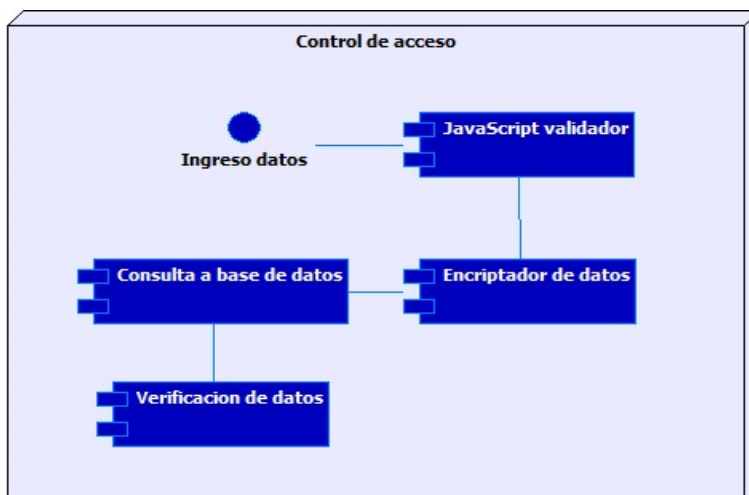 Control de acceso
JavaScript validador
Ingreso datos
Consulta a base de datos
Encriptador de datos
Verificacion de datos